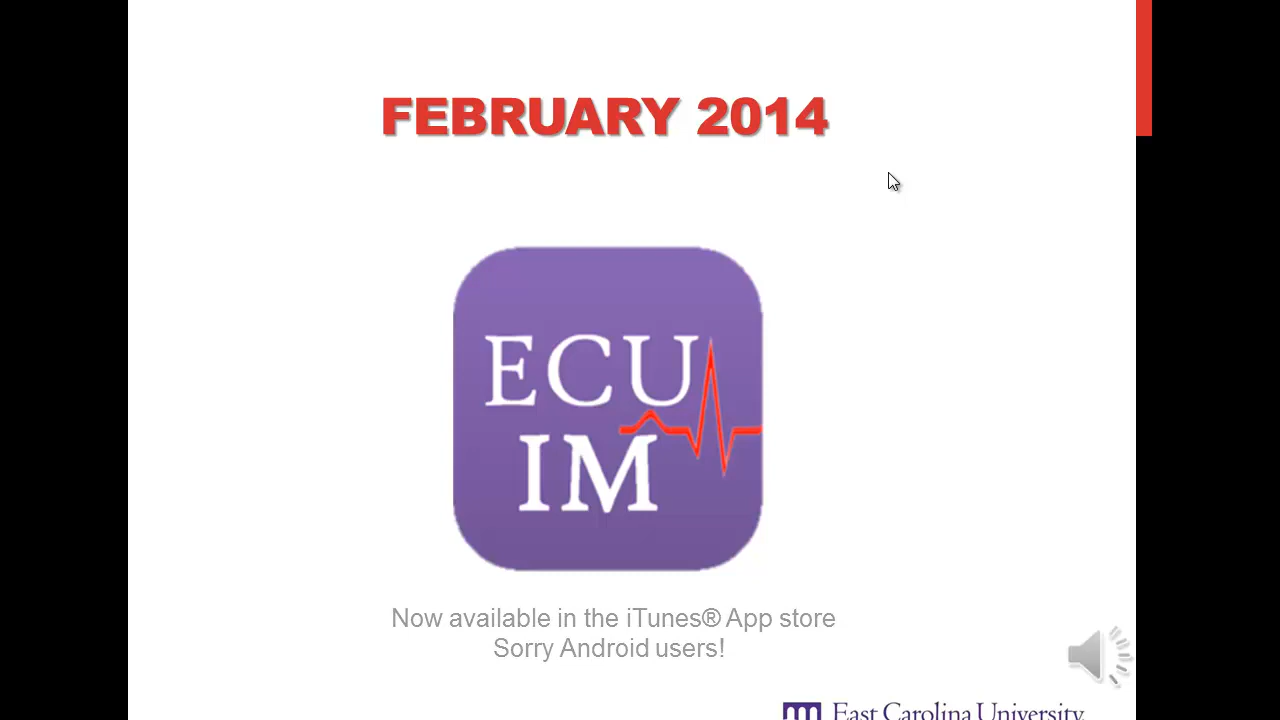 FEBRUARY 2014
ECU
IM
Now available in the iTunes® App store
Sorry Android users!
East Carolina University